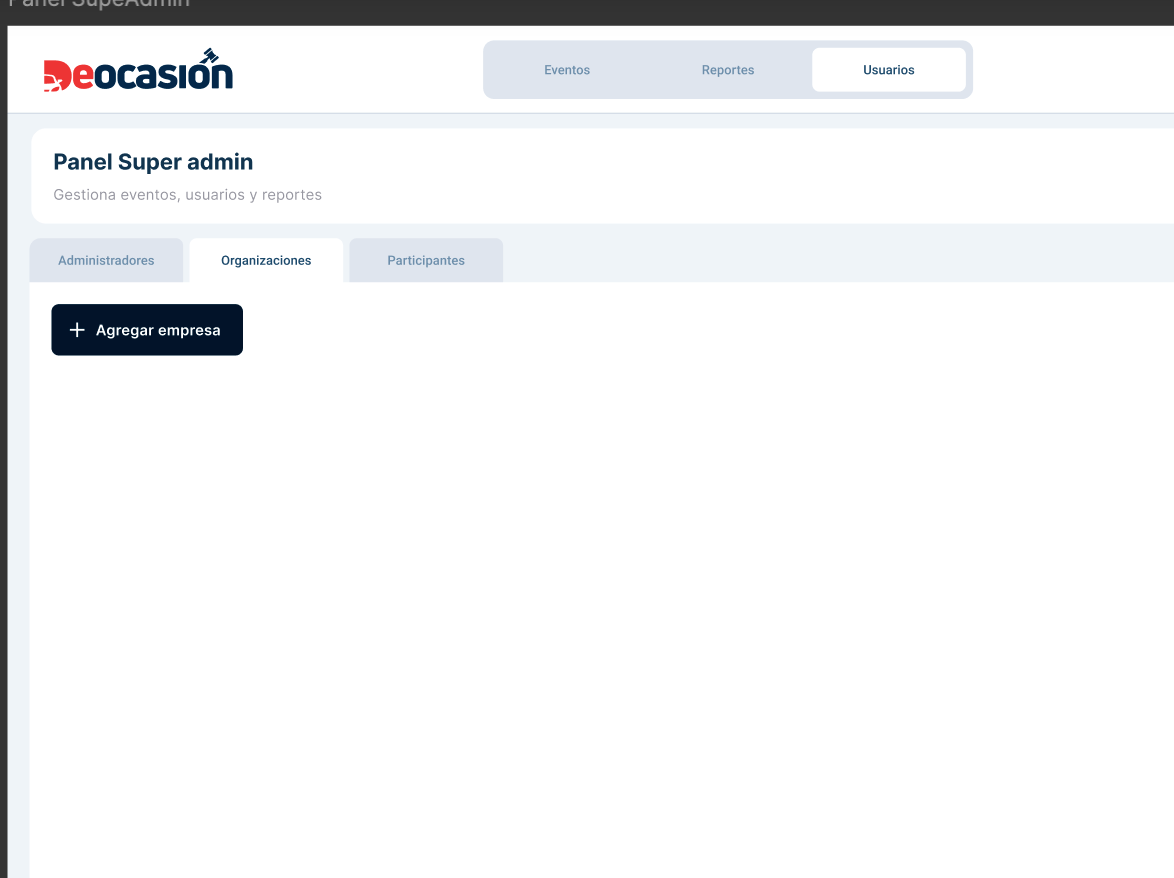 Panel SupeAdmin
Deocasión
Eventos
Reportes
Usuarios
Panel Super admin
Gestiona eventos, usuarios y reportes
Administradores
Organizaciones
Participantes
+ Agregar empresa